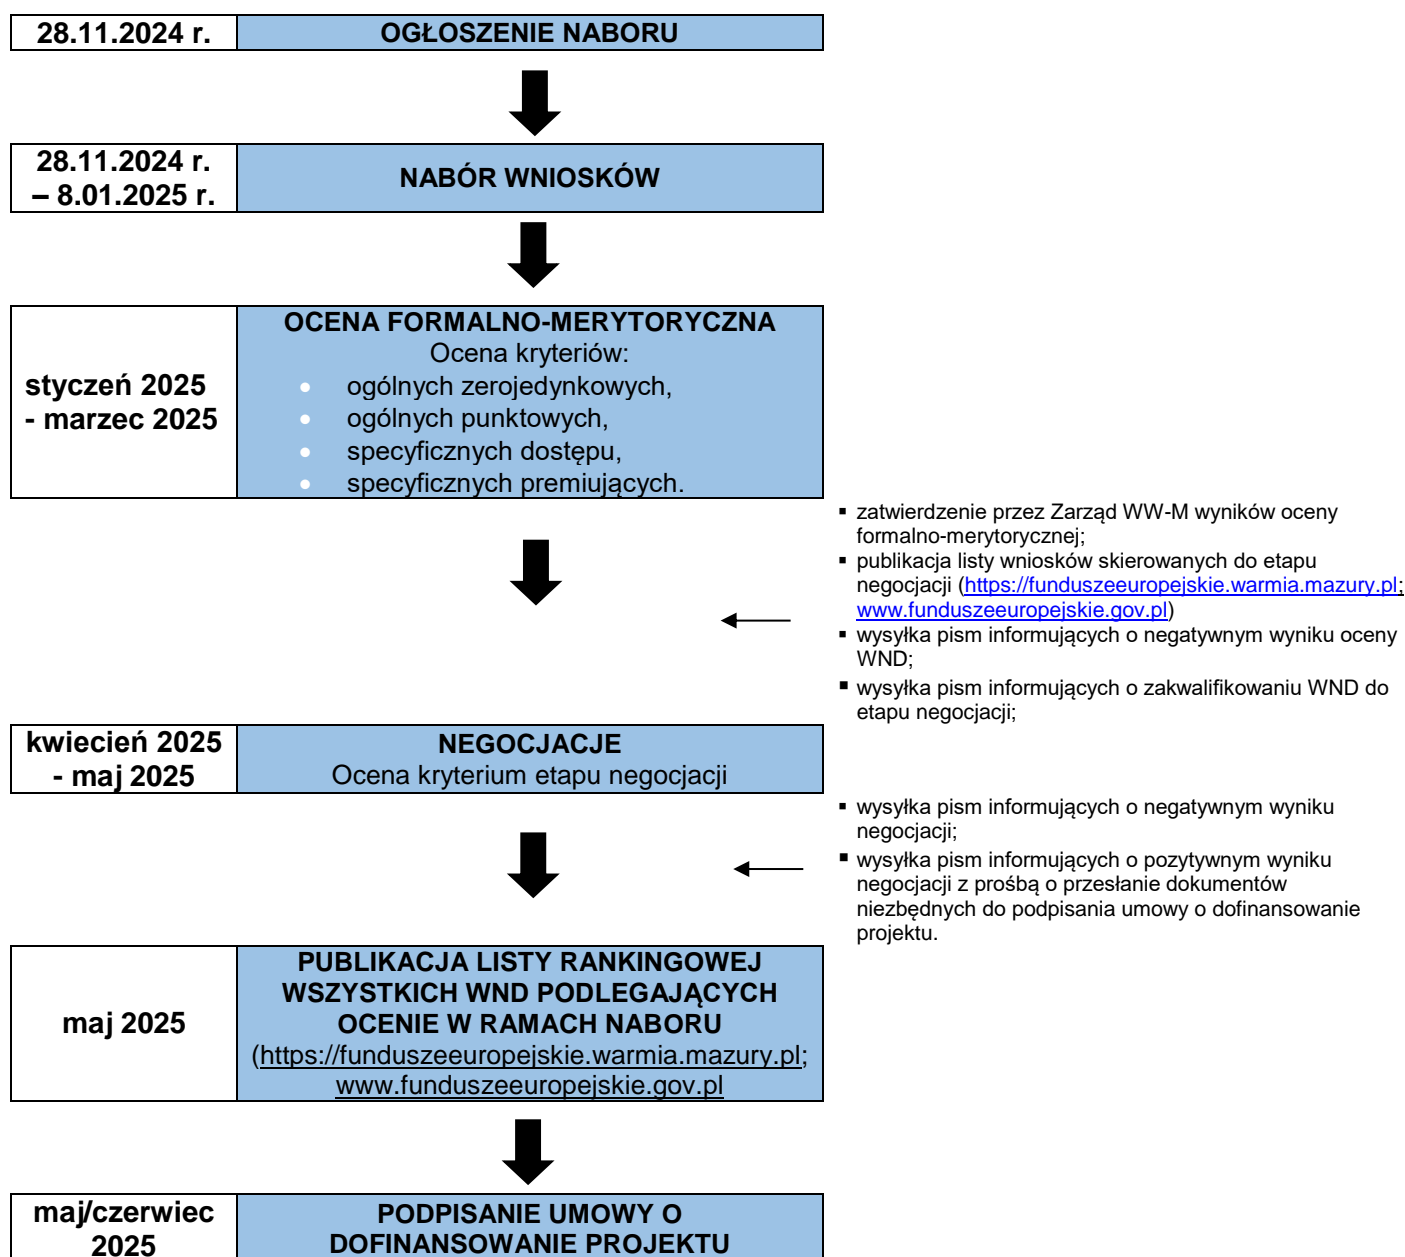 28.11.2024 r.
OGŁOSZENIE NABORU
28.11.2024 r.
– 8.01.2025 r.
NABÓR WNIOSKÓW
styczeń 2025
- marzec 2025
OCENA FORMALNO-MERYTORYCZNA
Ocena kryteriów:
• ogólnych zerojedynkowych,
• ogólnych punktowych,
• specyficznych dostępu,
• specyficznych premiujących.
▪ zatwierdzenie przez Zarząd WW-M wyników oceny
formalno-merytorycznej;
▪ publikacja listy wniosków skierowanych do etapu
negocjacji (https://funduszeeuropejskie.warmia.mazury.pl;
www.funduszeeuropejskie.gov.pl)
▪ wysyłka pism informujących o negatywnym wyniku oceny
WND;
▪ wysyłka pism informujących o zakwalifikowaniu WND do
etapu negocjacji;
kwiecień 2025
- maj 2025
NEGOCJACJE
Ocena kryterium etapu negocjacji
▪ wysyłka pism informujących o negatywnym wyniku
negocjacji;
▪ wysyłka pism informujących o pozytywnym wyniku
negocjacji z prośbą o przesłanie dokumentów
niezbędnych do podpisania umowy o dofinansowanie
projektu.
maj 2025
PUBLIKACJA LISTY RANKINGOWEJ
WSZYSTKICH WND PODLEGAJĄCYCH
OCENIE W RAMACH NABORU
(https://funduszeeuropejskie.warmia.mazury.pl;
www.funduszeeuropejskie.gov.pl
maj/czerwiec
2025
PODPISANIE UMOWY O
DOFINANSOWANIE PROJEKTU